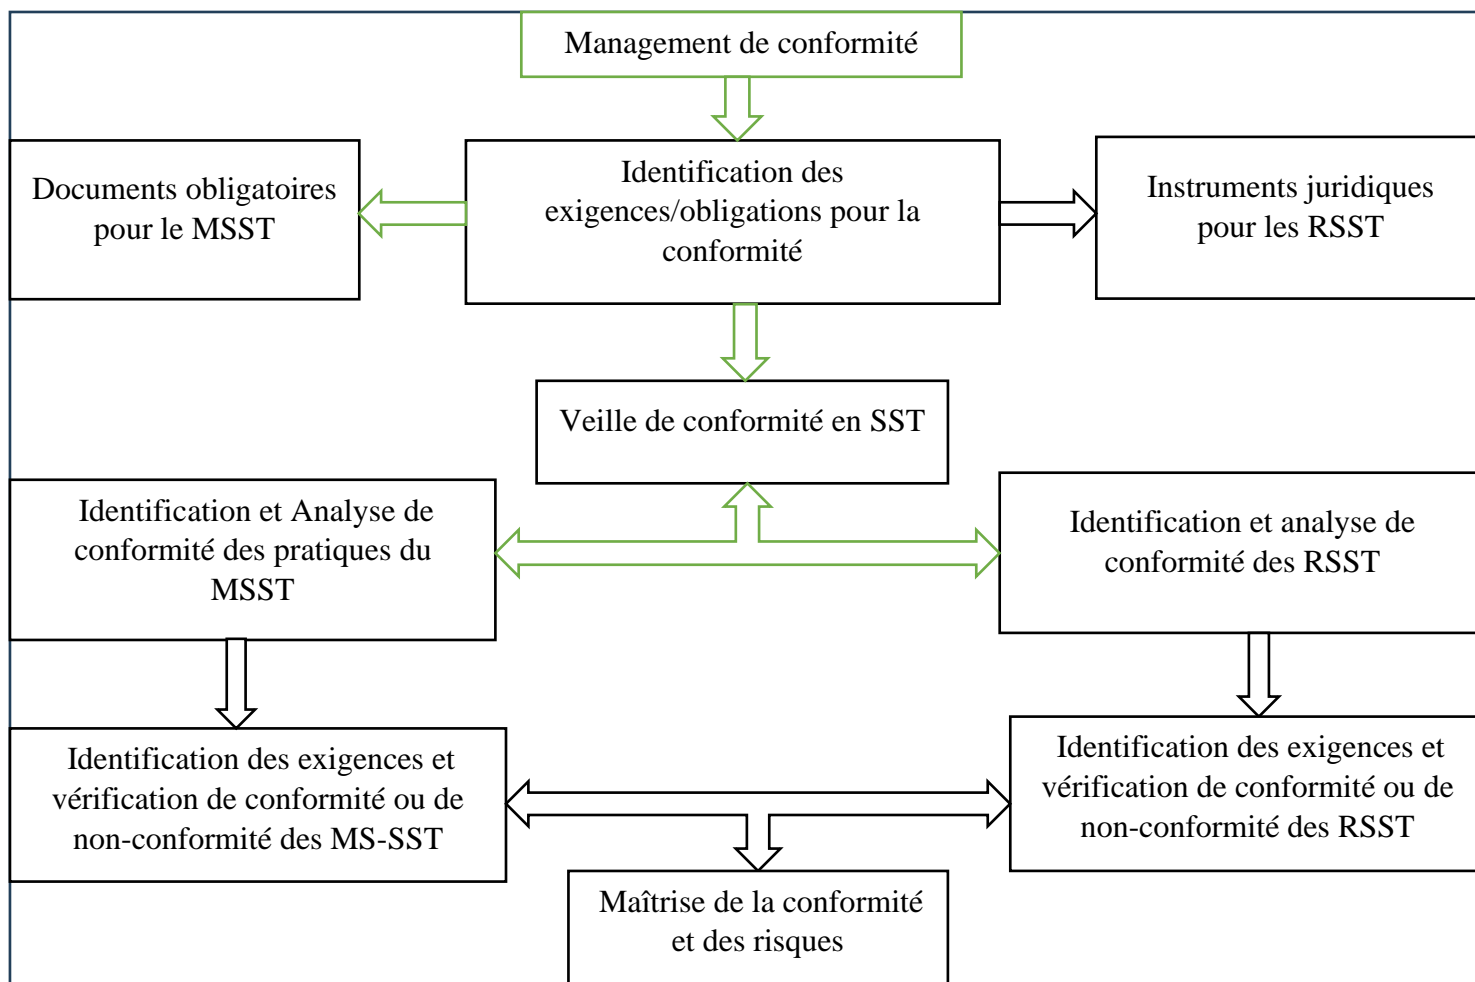 Management de conformité
Documents obligatoires
pour le MSST
Identification des
exigences/obligations pour la
conformité
Instruments juridiques
pour les RSST
Veille de conformité en SST
Identification et Analyse de
conformité des pratiques du
MSST
Identification et analyse de
conformité des RSST
Identification des exigences et
vérification de conformité ou de
non-conformité des MS-SST
Identification des exigences et
vérification de conformité ou de
non-conformité des RSST
Maîtrise de la conformité
et des risques